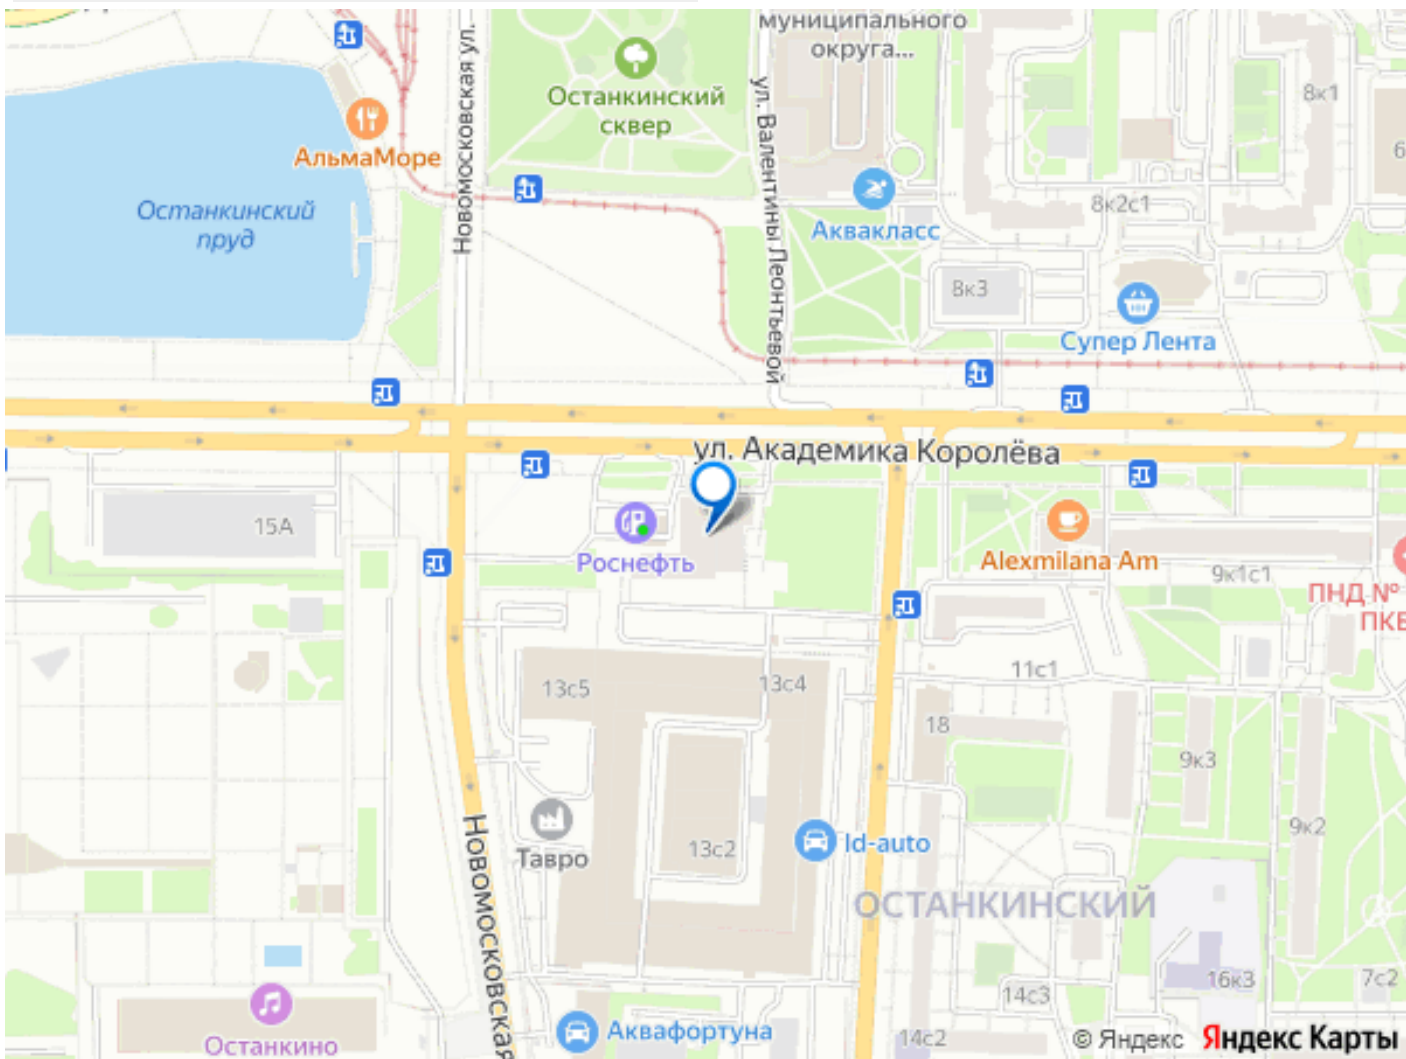 муниципального
округа...
Новомосковская ул.
ул. Валентины Леонтьевой
Останкинский
сквер
8к1
АльмаМоре
6
Останкинский
пруд
Аквакласс
8к2с1
8к3
Супер Лента
ул. Академика Королёва
15А
Роснефть
Alexmilana Am
9к1с1
ПНД №
ПКБ
11с1
13с5
13с4
18
9к3
9к2
Новомосковская
Тавро
13с2
Id-auto
ОСТАНКИНСКИЙ
16к3
7с2
14с3
Останкино
Аквафортуна
14с2
© Яндекс Яндекс Карты